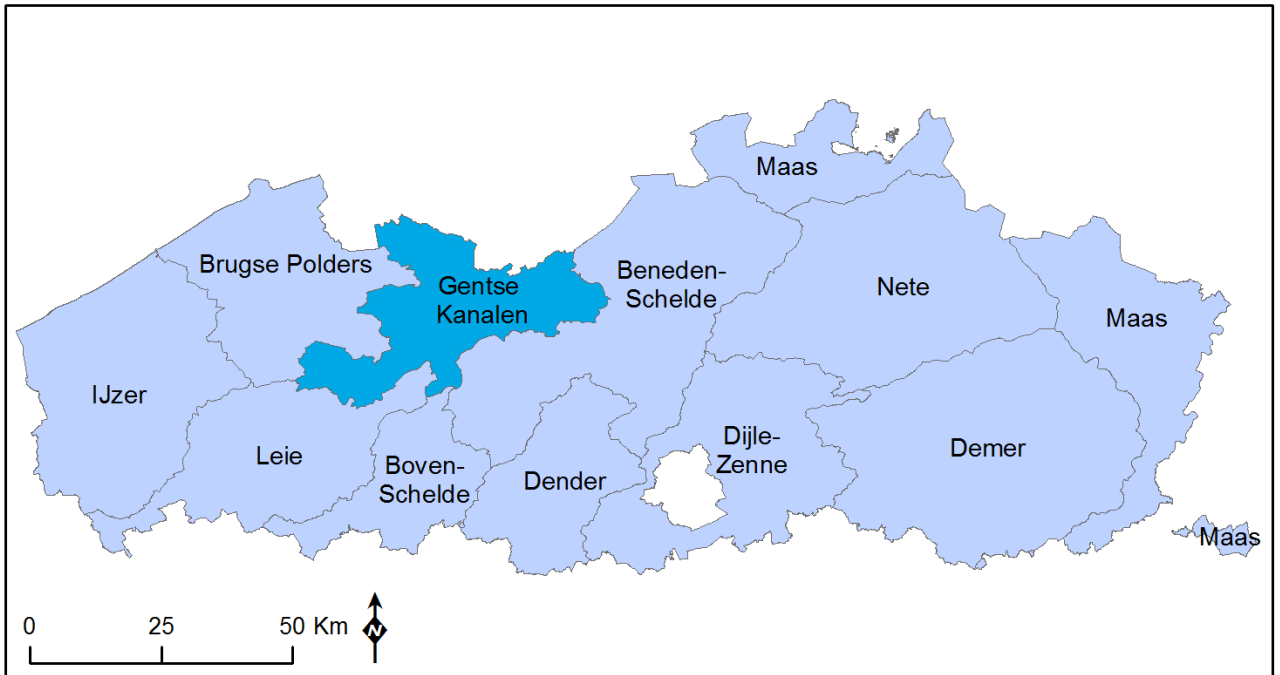 Maas
Brugse Polders
Gentse
Kanalen
Beneden-
Schelde
Nete
Maas
IJzer
Leie
Boven-
Schelde
Dender
Dijle-
Zenne
Demer
Maas
0 25 50 Km
N